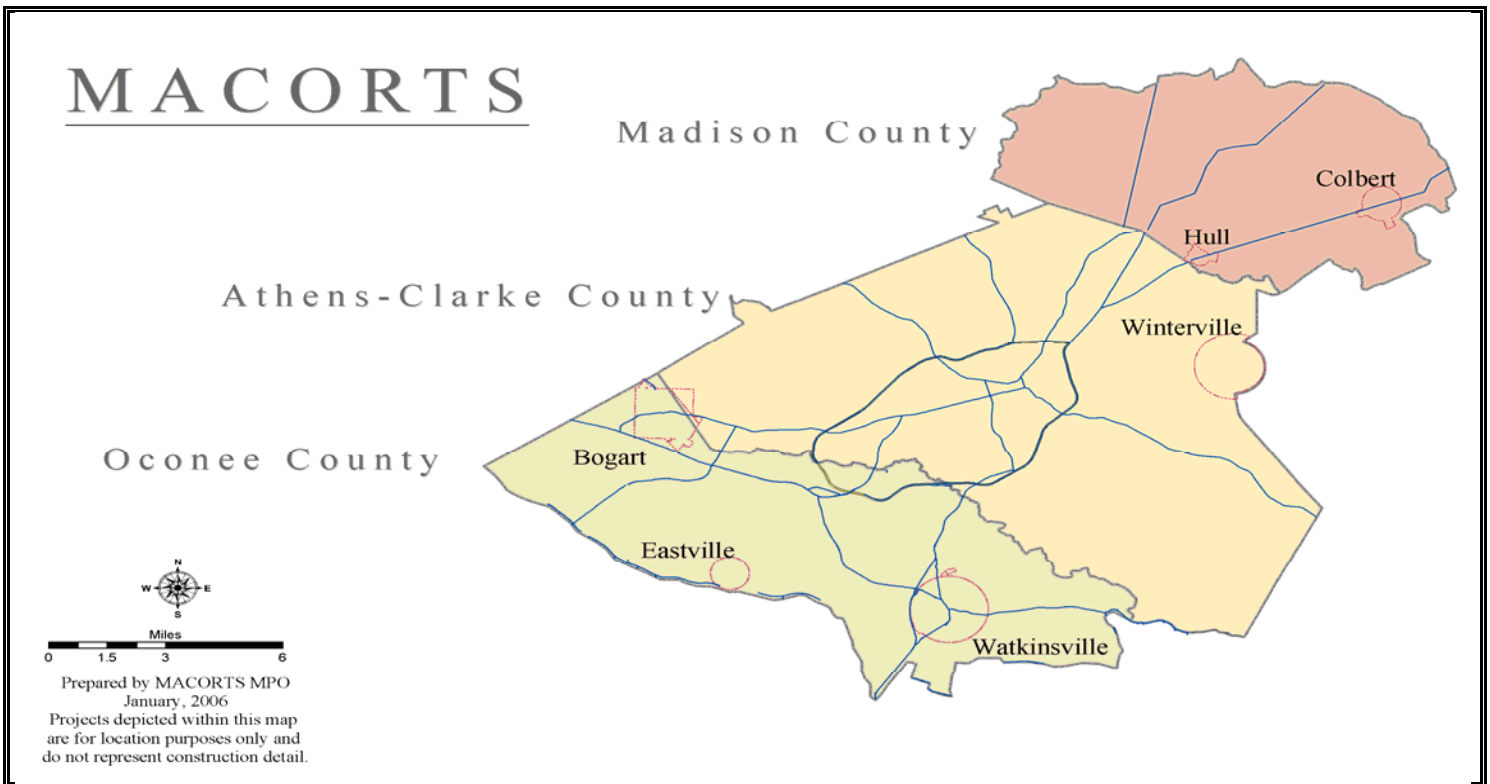 MACORTS
Madison County
Colbert
Hull
Athens-Clarke County
Winterville
Oconee County
Bogart
Eastville
Watkinsville
N
W E
S
Miles
0 1.5 3 6
Prepared by MACORTS MPO
January, 2006
Projects depicted within this map
are for location purposes only and
do not represent construction detail.